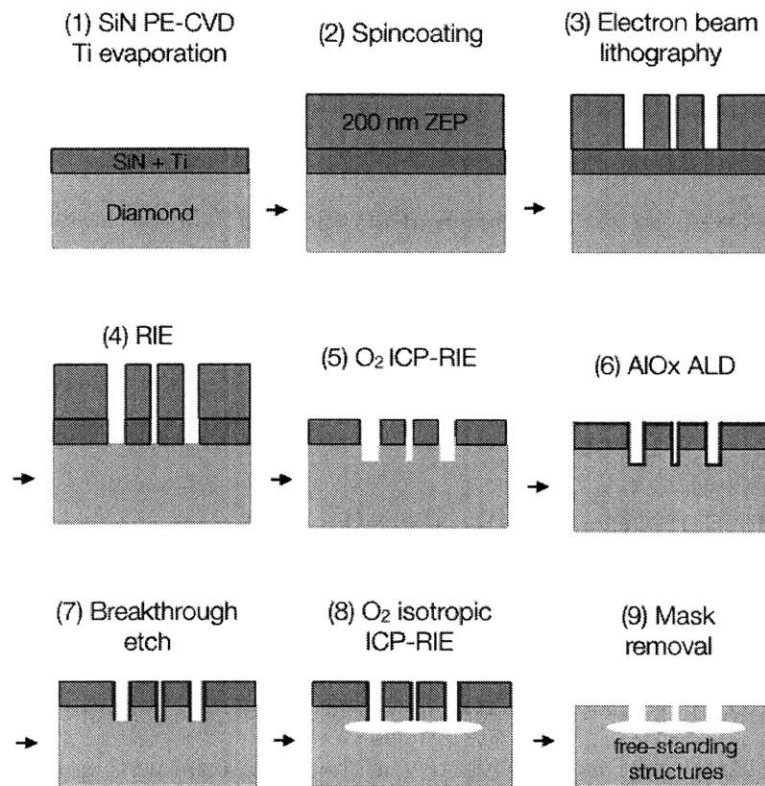 (1) SiN PE-CVD
Ti evaporation
(2) Spincoating
(3) Electron beam
lithography
SiN + Ti
Diamond
200 nm ZEP
(4) RIE
(5) O₂ ICP-RIE
(6) AlOx ALD
(7) Breakthrough
etch
(8) O₂ isotropic
ICP-RIE
(9) Mask
removal
free-standing
structures